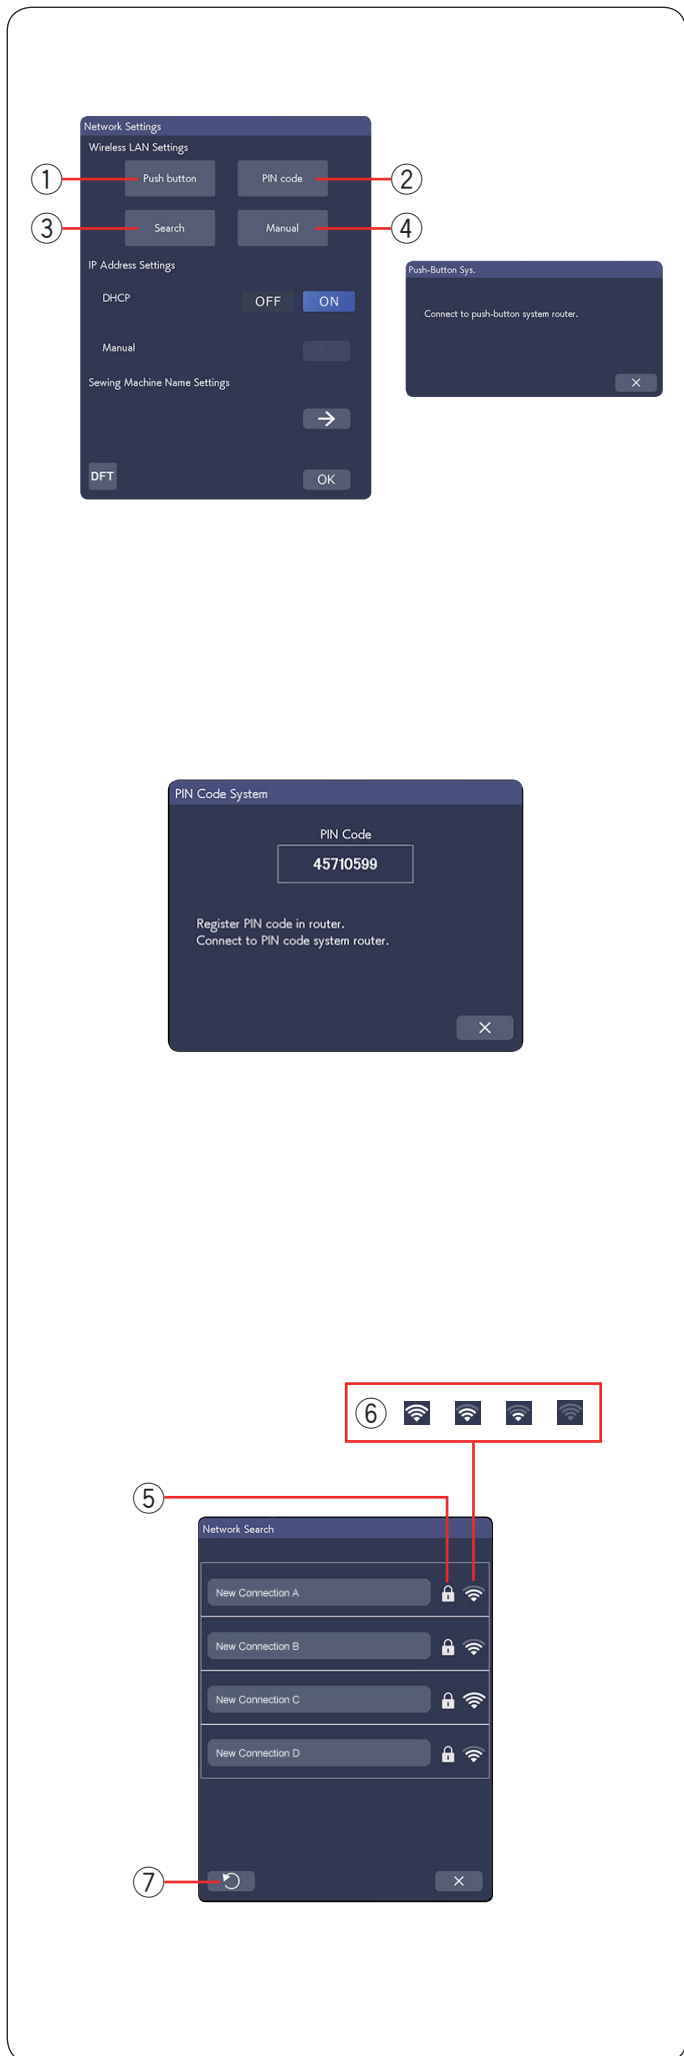 Network Settings
Wireless LAN Settings
① Push button PIN code ②
③ Search Manual ④
IP Address Settings
DHCP OFF ON
Manual
Sewing Machine Name Settings
DFT OK
Push-Button Sys.
Connect to push-button system router.
PIN Code System
PIN Code
45710599
Register PIN code in router.
Connect to PIN code system router.
⑥
⑤
Network Search
New Connection A
New Connection B
New Connection C
New Connection D
⑦